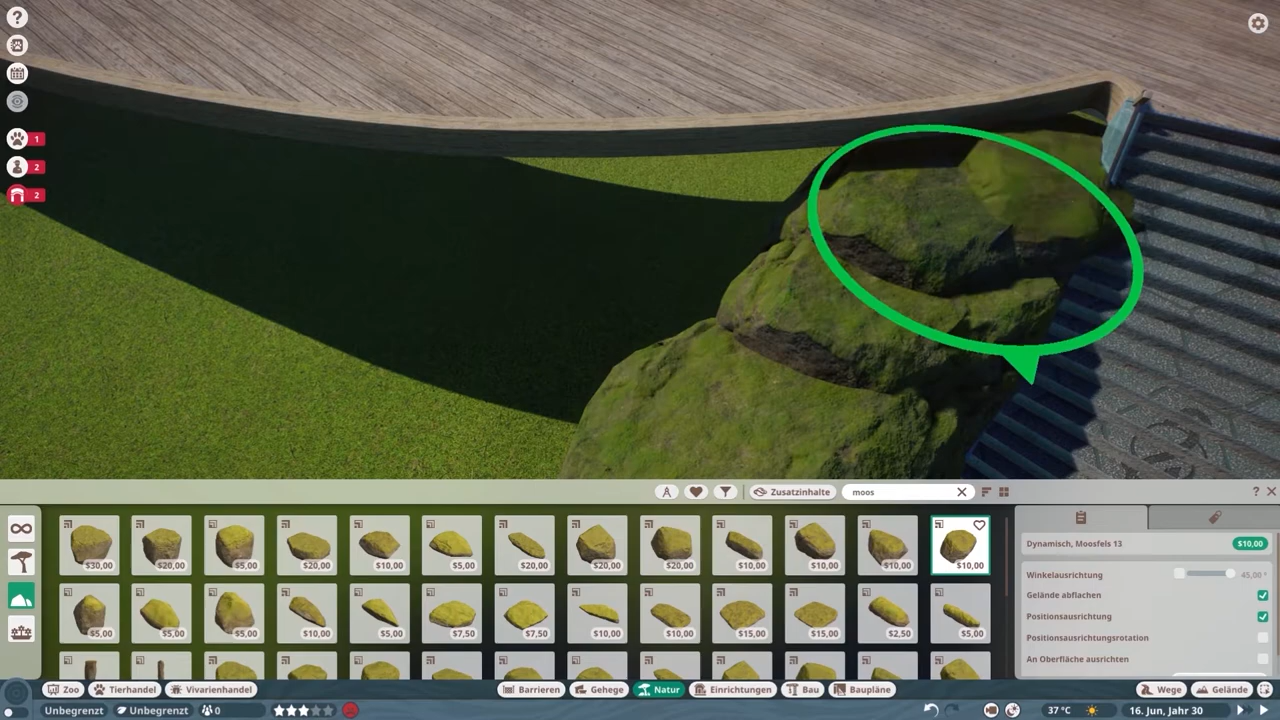 ?
1
2
2
Zusatzinhalte
moos
?
$30,00
$20,00
$5,00
$20,00
$10,00
$5,00
$20,00
$20,00
$20,00
$10,00
$10,00
$10,00
$10,00
Dynamisch, Moosfels 13
$10,00
Winkelausrichtung
45,00 °
Gelände abflachen
Positionsausrichtung
Positionsausrichtungsrotation
An Oberfläche ausrichten
$5,00
$5,00
$5,00
$10,00
$5,00
$7,50
$7,50
$10,00
$10,00
$15,00
$15,00
$2,50
$5,00
Zoo
Tierhandel
Vivarienhandel
Barrieren
Gehege
Natur
Einrichtungen
Bau
Baupläne
Wege
Gelände
Unbegrenzt
Unbegrenzt
0
37 °C
16. Jun, Jahr 30